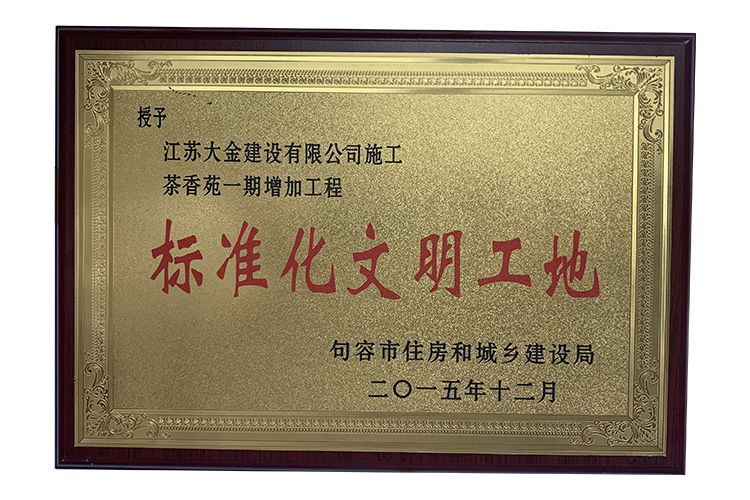 授予
江苏大金建设有限公司施工
茶香苑一期增加工程
标准化文明工地
句容市住房和城乡建设局
二〇一五年十二月